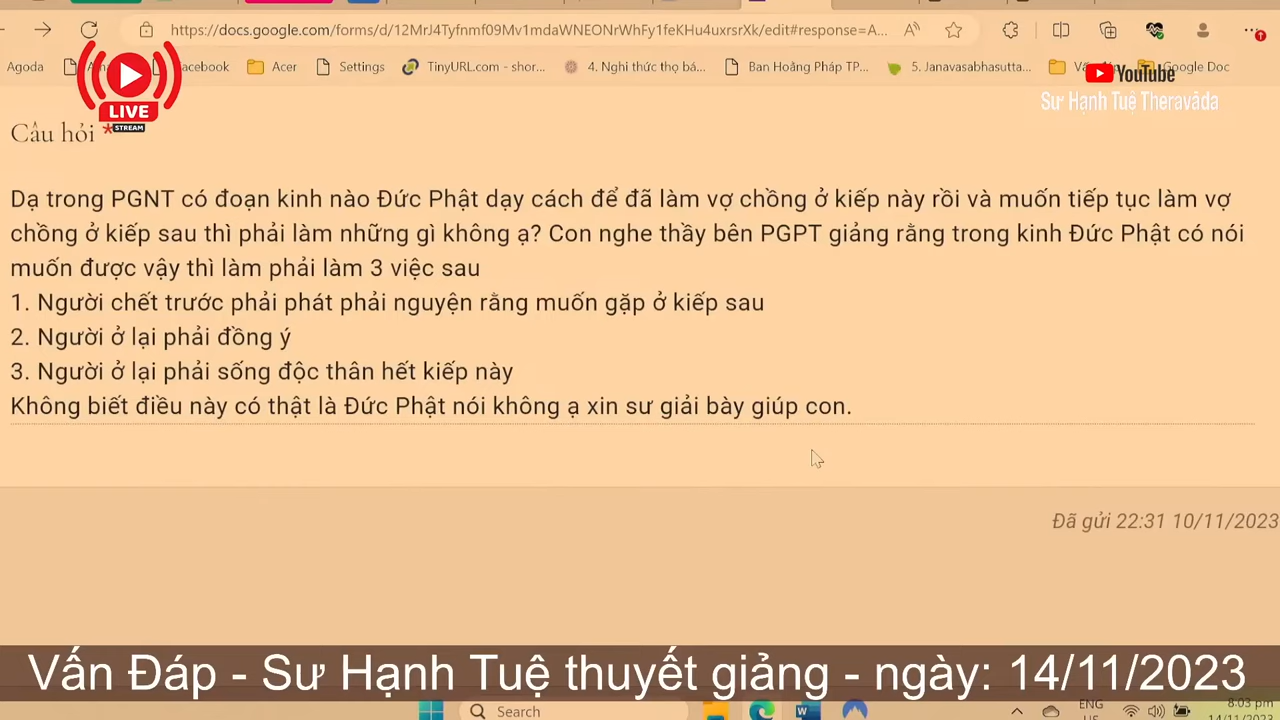 https://docs.google.com/forms/d/12MrJ4Tyfnmf09Mv1mdaWNEONrWhFy1feKHu4uxrsrXk/edit#response=A...
Agoda
acebook
Acer
Settings
TinyURL.com - shor...
4. Nghi thức thọ bá...
Ban Hoằng Pháp TP...
5. Janavasabhasutta...
Google Doc
LIVE
STREAM
YouTube
Sư Hạnh Tuệ Theravāda
Câu hỏi *
Dạ trong PGNT có đoạn kinh nào Đức Phật dạy cách để đã làm vợ chồng ở kiếp này rồi và muốn tiếp tục làm vợ
chồng ở kiếp sau thì phải làm những gì không ạ? Con nghe thầy bên PGPT giảng rằng trong kinh Đức Phật có nói
muốn được vậy thì làm phải làm 3 việc sau
1. Người chết trước phải phát phải nguyện rằng muốn gặp ở kiếp sau
2. Người ở lại phải đồng ý
3. Người ở lại phải sống độc thân hết kiếp này
Không biết điều này có thật là Đức Phật nói không ạ xin sư giải bày giúp con.
Đã gửi 22:31 10/11/2023
Vấn Đáp - Sư Hạnh Tuệ thuyết giảng - ngày: 14/11/2023
Search
ENG
8:03 pm